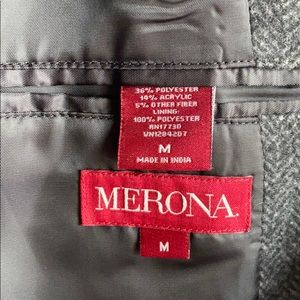 36% POLYESTER
14% ACRYLIC
5% OTHER FIBER
LINING:
100% POLYESTER
RN17730
M
MADE IN INDIA
MERONA
M